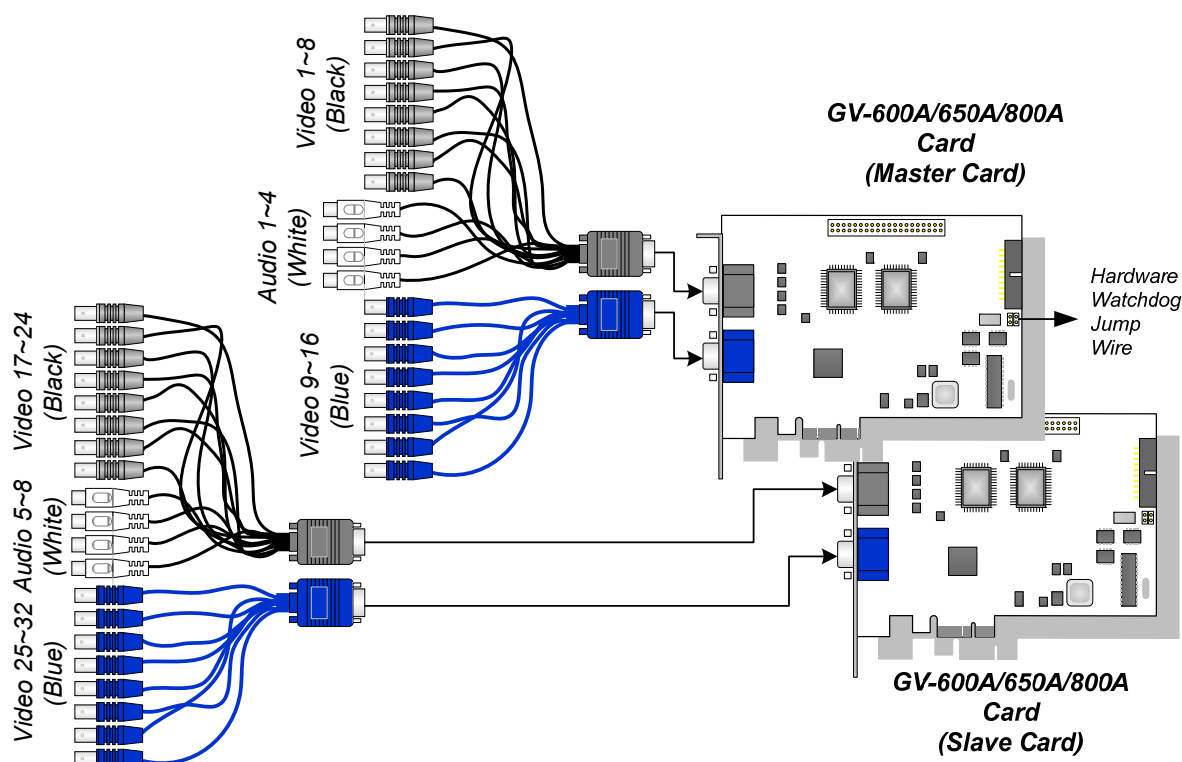 Video 1~8
(Black)
GV-600A/650A/800A
Card
(Master Card)
Audio 1~4
(White)
Hardware
Watchdog
Jump
Wire
Video 9~16
(Blue)
Video 17~24
(Black)
Audio 5~8
(White)
Video 25~32
(Blue)
GV-600A/650A/800A
Card
(Slave Card)